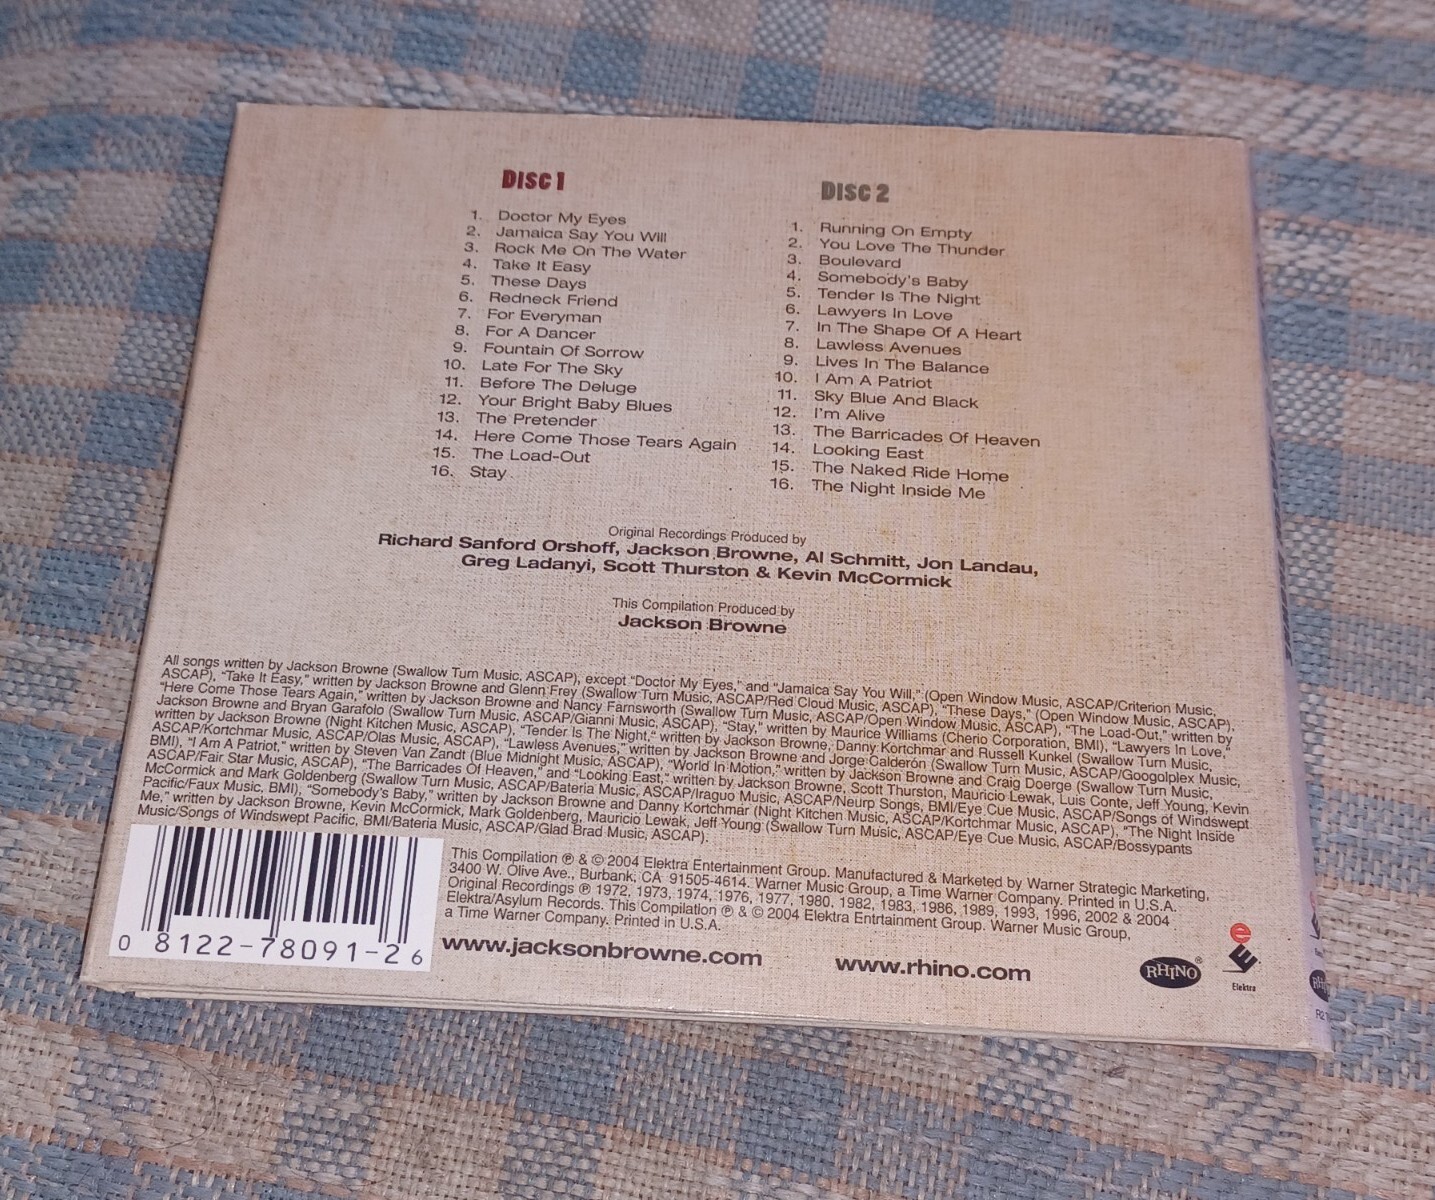 DISC 1
1. Doctor My Eyes
2. Jamaica Say You Will
3. Rock Me On The Water
4. Take It Easy
5. These Days
6. Redneck Friend
7. For Everyman
8. For A Dancer
9. Fountain Of Sorrow
10. Late For The Sky
11. Before The Deluge
12. Your Bright Baby Blues
13. The Pretender
14. Here Come Those Tears Again
15. The Load-Out
16. Stay
DISC 2
1. Running On Empty
2. You Love The Thunder
3. Boulevard
4. Somebody's Baby
5. Tender Is The Night
6. Lawyers In Love
7. In The Shape Of A Heart
8. Lawless Avenues
9. Lives In The Balance
10. I Am A Patriot
11. Sky Blue And Black
12. I'm Alive
13. The Barricades Of Heaven
14. Looking East
15. The Naked Ride Home
16. The Night Inside Me
Original Recordings Produced by
Richard Sanford Orshoff, Jackson Browne, Al Schmitt, Jon Landau,
Greg Ladanyi, Scott Thurston & Kevin McCormick
This Compilation Produced by
Jackson Browne
All songs written by Jackson Browne (Swallow Turn Music, ASCAP), except "Doctor My Eyes," and "Jamaica Say You Will," (Open Window Music, ASCAP/Criterion Music,
ASCAP), "Take It Easy," written by Jackson Browne and Glenn Frey (Swallow Turn Music, ASCAP/Red Cloud Music, ASCAP), "These Days," (Open Window Music, ASCAP),
"Here Come Those Tears Again," written by Jackson Browne and Nancy Farnsworth (Swallow Turn Music, ASCAP/Open Window Music, ASCAP), "The Load-Out," written by
Jackson Browne and Bryan Garafolo (Swallow Turn Music, ASCAP/Gianni Music, ASCAP), "Stay," written by Maurice Williams (Cherio Corporation, BMI), "Lawyers In Love,"
written by Jackson Browne (Night Kitchen Music, ASCAP), "Tender Is The Night," written by Jackson Browne, Danny Kortchmar and Russell Kunkel (Swallow Turn Music,
ASCAP/Kortchmar Music, ASCAP/Olas Music, ASCAP), "Lawless Avenues," written by Jackson Browne and Jorge Calderón (Swallow Turn Music, ASCAP/Googolplex Music,
BMI), "I Am A Patriot," written by Steven Van Zandt (Blue Midnight Music, ASCAP), "World In Motion," written by Jackson Browne and Craig Doerge (Swallow Turn Music,
ASCAP/Fair Star Music, ASCAP), "The Barricades Of Heaven," and "Looking East," written by Jackson Browne, Scott Thurston, Mauricio Lewak, Luis Conte, Jeff Young, Kevin
McCormick and Mark Goldenberg (Swallow Turn Music, ASCAP/Bateria Music, ASCAP/Iraguo Music, ASCAP/Neurp Songs, BMI/Eye Cue Music, ASCAP/Songs of Windswept
Pacific/Faux Music, BMI), "Somebody's Baby," written by Jackson Browne and Danny Kortchmar (Night Kitchen Music, ASCAP/Kortchmar Music, ASCAP), "The Night Inside
Me," written by Jackson Browne, Kevin McCormick, Mark Goldenberg, Mauricio Lewak, Jeff Young (Swallow Turn Music, ASCAP/Eye Cue Music, ASCAP/Bossypants
Music/Songs of Windswept Pacific, BMI/Bateria Music, ASCAP/Glad Brad Music, ASCAP).
This Compilation ℗ & © 2004 Elektra Entertainment Group. Manufactured & Marketed by Warner Strategic Marketing,
3400 W. Olive Ave., Burbank, CA 91505-4614. Warner Music Group, a Time Warner Company. Printed in U.S.A.
Original Recordings ℗ 1972, 1973, 1974, 1976, 1977, 1980, 1982, 1983, 1986, 1989, 1993, 1996, 2002 & 2004
Elektra/Asylum Records. This Compilation ℗ & © 2004 Elektra Entrtainment Group. Warner Music Group,
a Time Warner Company. Printed in U.S.A.
0 81227-8091-2 6
www.jacksonbrowne.com
www.rhino.com
RHINO®
e
Elektra